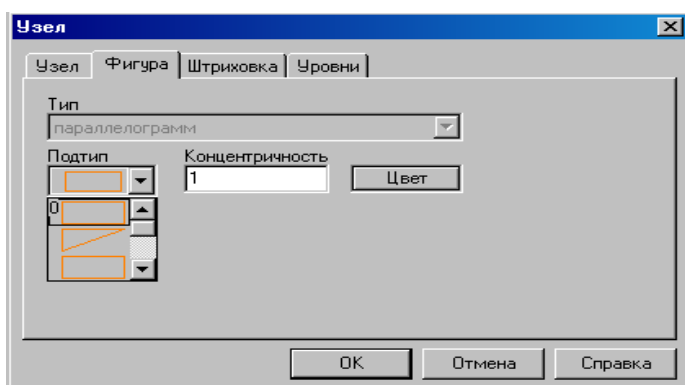 Узел
Узел Фигура Штриховка Уровни
Тип
параллелограмм
Подтип Концентричность
1 Цвет
0
OK Отмена Справка